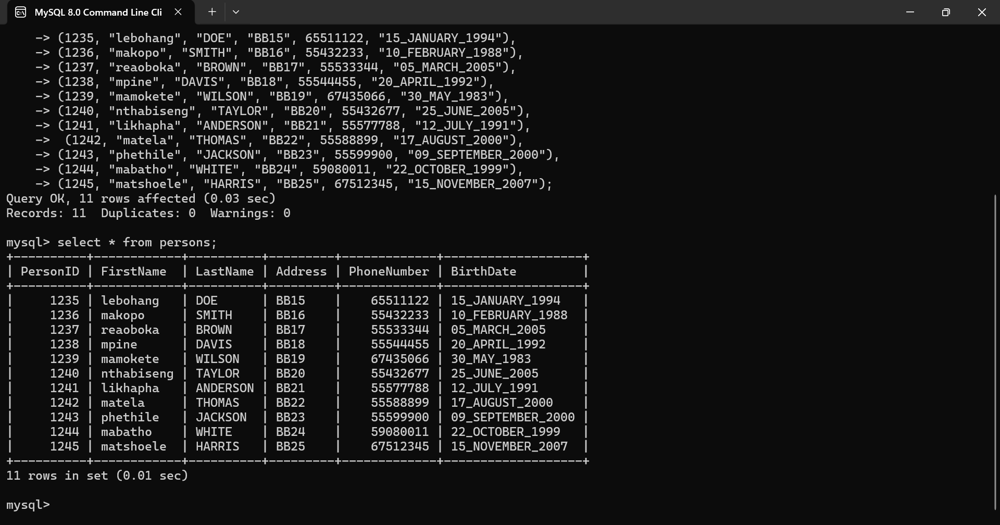 MySQL 8.0 Command Line Cli
    -> (1235, "lebohang", "DOE", "BB15", 65511122, "15_JANUARY_1994"),
    -> (1236, "makopo", "SMITH", "BB16", 55432233, "10_FEBRUARY_1988"),
    -> (1237, "reaoboka", "BROWN", "BB17", 55533344, "05_MARCH_2005"),
    -> (1238, "mpine", "DAVIS", "BB18", 55544455, "20_APRIL_1992"),
    -> (1239, "mamokete", "WILSON", "BB19", 67435066, "30_MAY_1983"),
    -> (1240, "nthabiseng", "TAYLOR", "BB20", 55432677, "25_JUNE_2005"),
    -> (1241, "likhapha", "ANDERSON", "BB21", 55577788, "12_JULY_1991"),
    ->  (1242, "matela", "THOMAS", "BB22", 55588899, "17_AUGUST_2000"),
    -> (1243, "phethile", "JACKSON", "BB23", 55599900, "09_SEPTEMBER_2000"),
    -> (1244, "mabatho", "WHITE", "BB24", 59080011, "22_OCTOBER_1999"),
    -> (1245, "matshoele", "HARRIS", "BB25", 67512345, "15_NOVEMBER_2007");
Query OK, 11 rows affected (0.03 sec)
Records: 11  Duplicates: 0  Warnings: 0
mysql> select * from persons;
+----------+------------+----------+---------+-------------+-------------------+
| PersonID | FirstName  | LastName | Address | PhoneNumber | BirthDate         |
+----------+------------+----------+---------+-------------+-------------------+
|     1235 | lebohang   | DOE      | BB15    |    65511122 | 15_JANUARY_1994   |
|     1236 | makopo     | SMITH    | BB16    |    55432233 | 10_FEBRUARY_1988  |
|     1237 | reaoboka   | BROWN    | BB17    |    55533344 | 05_MARCH_2005     |
|     1238 | mpine      | DAVIS    | BB18    |    55544455 | 20_APRIL_1992     |
|     1239 | mamokete   | WILSON   | BB19    |    67435066 | 30_MAY_1983       |
|     1240 | nthabiseng | TAYLOR   | BB20    |    55432677 | 25_JUNE_2005      |
|     1241 | likhapha   | ANDERSON | BB21    |    55577788 | 12_JULY_1991      |
|     1242 | matela     | THOMAS   | BB22    |    55588899 | 17_AUGUST_2000    |
|     1243 | phethile   | JACKSON  | BB23    |    55599900 | 09_SEPTEMBER_2000 |
|     1244 | mabatho    | WHITE    | BB24    |    59080011 | 22_OCTOBER_1999   |
|     1245 | matshoele  | HARRIS   | BB25    |    67512345 | 15_NOVEMBER_2007  |
+----------+------------+----------+---------+-------------+-------------------+
11 rows in set (0.01 sec)
mysql>